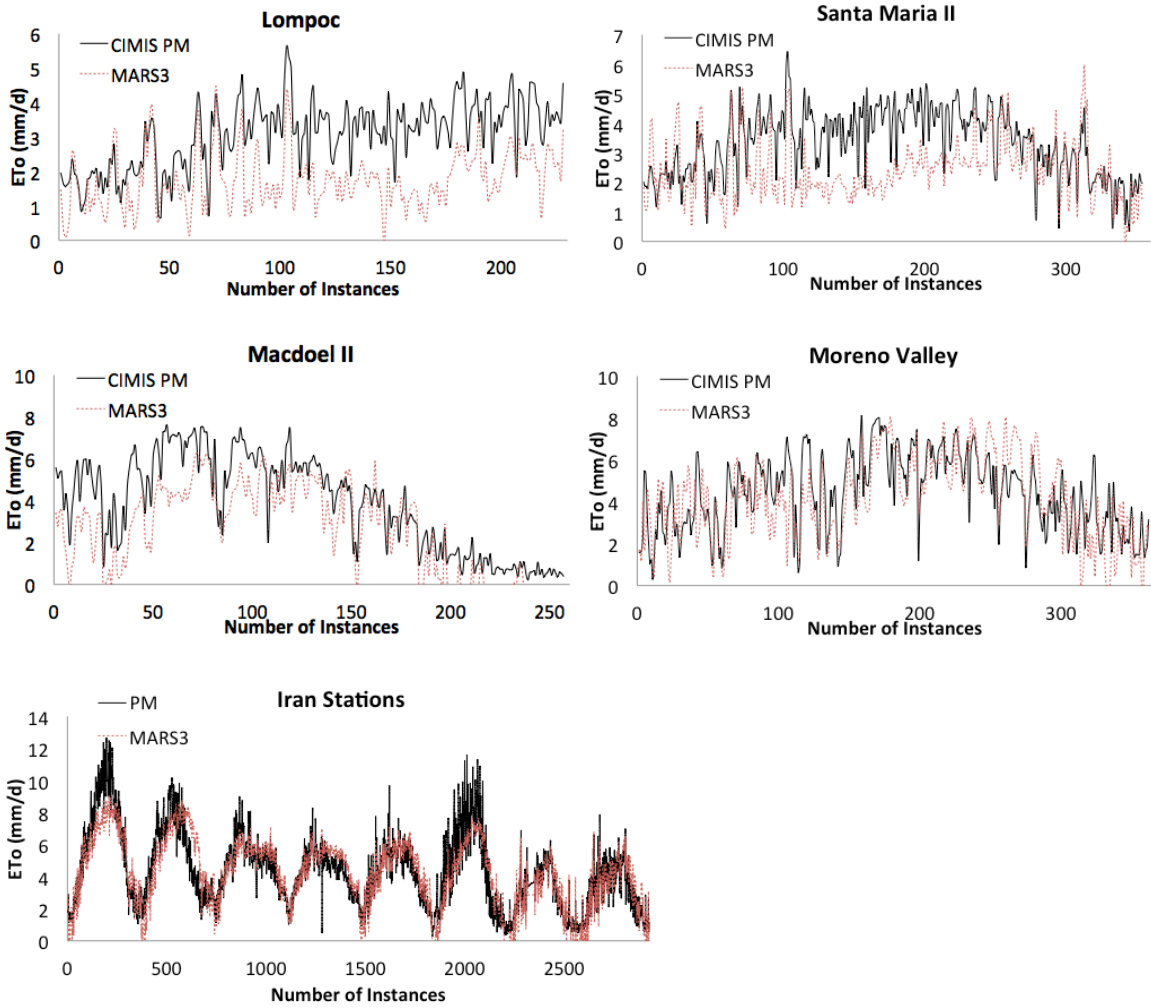 Lompoc
CIMIS PM
MARS3
ETo (mm/d)
6
5
4
3
2
1
0
0 50 100 150 200
Number of Instances
Santa Maria II
CIMIS PM
MARS3
ETo (mm/d)
7
6
5
4
3
2
1
0
0 100 200 300
Number of Instances
Macdoel II
CIMIS PM
MARS3
ETo (mm/d)
10
8
6
4
2
0
0 50 100 150 200 250
Number of Instances
Moreno Valley
CIMIS PM
MARS3
ETo (mm/d)
10
8
6
4
2
0
0 100 200 300
Number of Instances
Iran Stations
PM
MARS3
ETo (mm/d)
14
12
10
8
6
4
2
0
0 500 1000 1500 2000 2500
Number of Instances